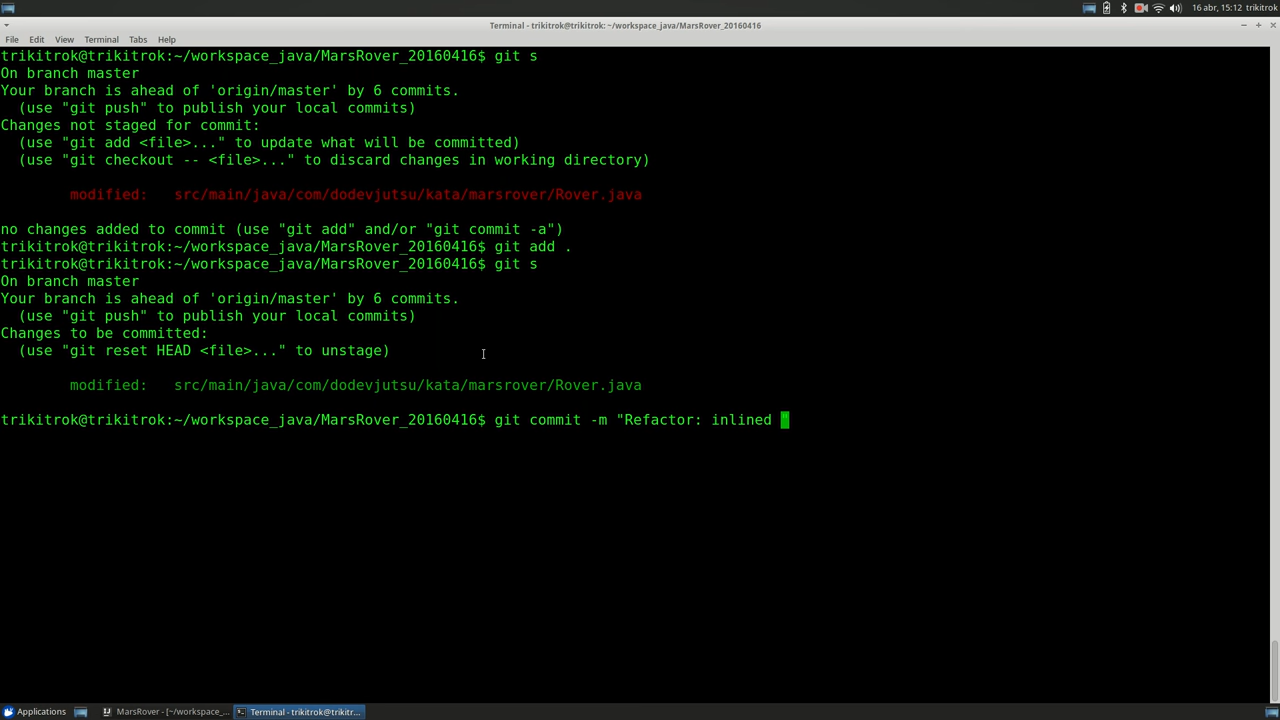 16 abr, 15:12 trikitrok
Terminal - trikitrok@trikitrok: ~/workspace_java/MarsRover_20160416
File Edit View Terminal Tabs Help
trikitrok@trikitrok:~/workspace_java/MarsRover_20160416$ git s
On branch master
Your branch is ahead of 'origin/master' by 6 commits.
(use "git push" to publish your local commits)
Changes not staged for commit:
(use "git add <file>..." to update what will be committed)
(use "git checkout -- <file>..." to discard changes in working directory)
modified: src/main/java/com/dodevjutsu/kata/marsrover/Rover.java
no changes added to commit (use "git add" and/or "git commit -a")
trikitrok@trikitrok:~/workspace_java/MarsRover_20160416$ git add .
trikitrok@trikitrok:~/workspace_java/MarsRover_20160416$ git s
On branch master
Your branch is ahead of 'origin/master' by 6 commits.
(use "git push" to publish your local commits)
Changes to be committed:
(use "git reset HEAD <file>..." to unstage)
modified: src/main/java/com/dodevjutsu/kata/marsrover/Rover.java
trikitrok@trikitrok:~/workspace_java/MarsRover_20160416$ git commit -m "Refactor: inlined "
Applications MarsRover - [~/workspace_... Terminal - trikitrok@trikitr...